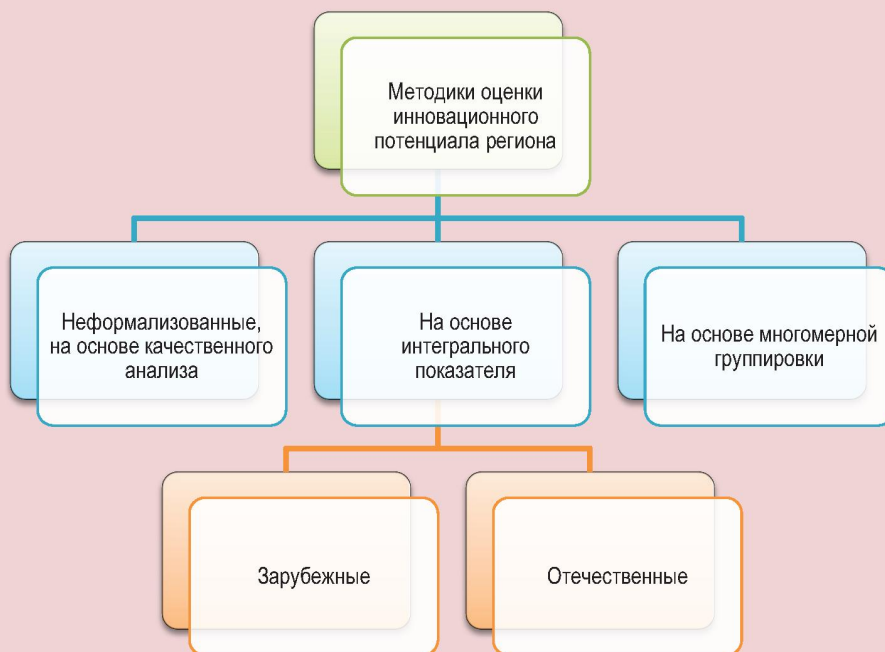 Методики оценки
инновационного
потенциала региона
Неформализованные,
на основе качественного
анализа
На основе
интегрального
показателя
На основе многомерной
группировки
Зарубежные
Отечественные